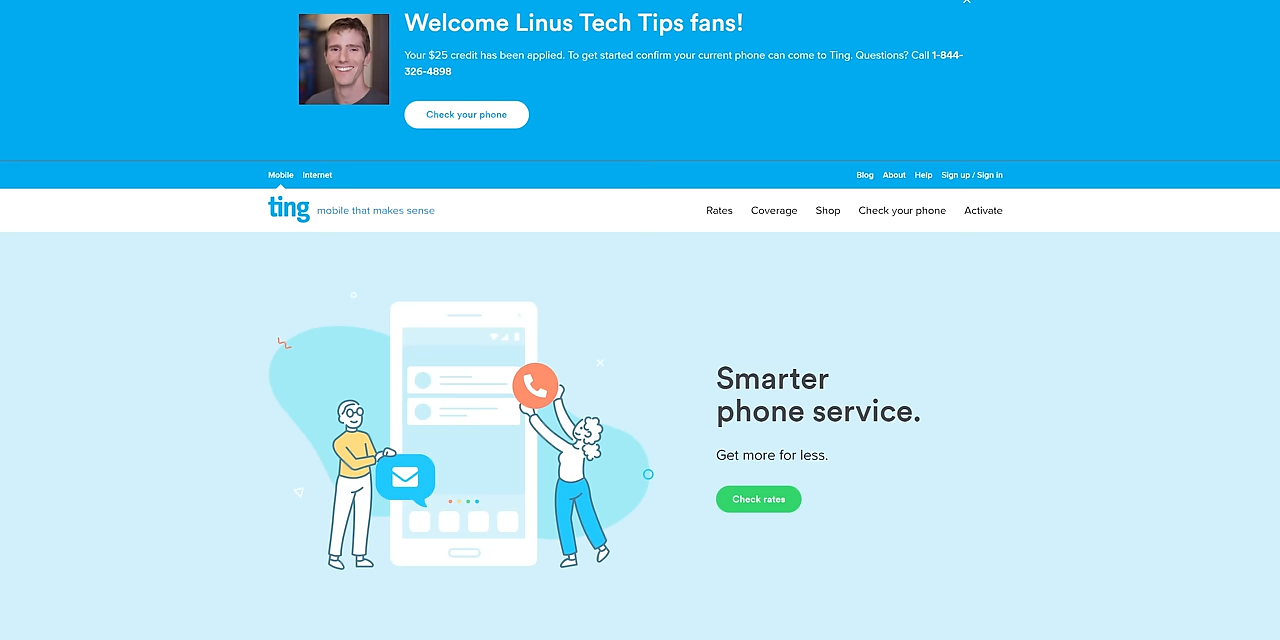 Welcome Linus Tech Tips fans!
Your $25 credit has been applied. To get started confirm your current phone can come to Ting. Questions? Call 1-844-
326-4898
Check your phone
Mobile Internet Blog About Help Sign up / Sign in
ting mobile that makes sense Rates Coverage Shop Check your phone Activate
Smarter
phone service.
Get more for less.
Check rates